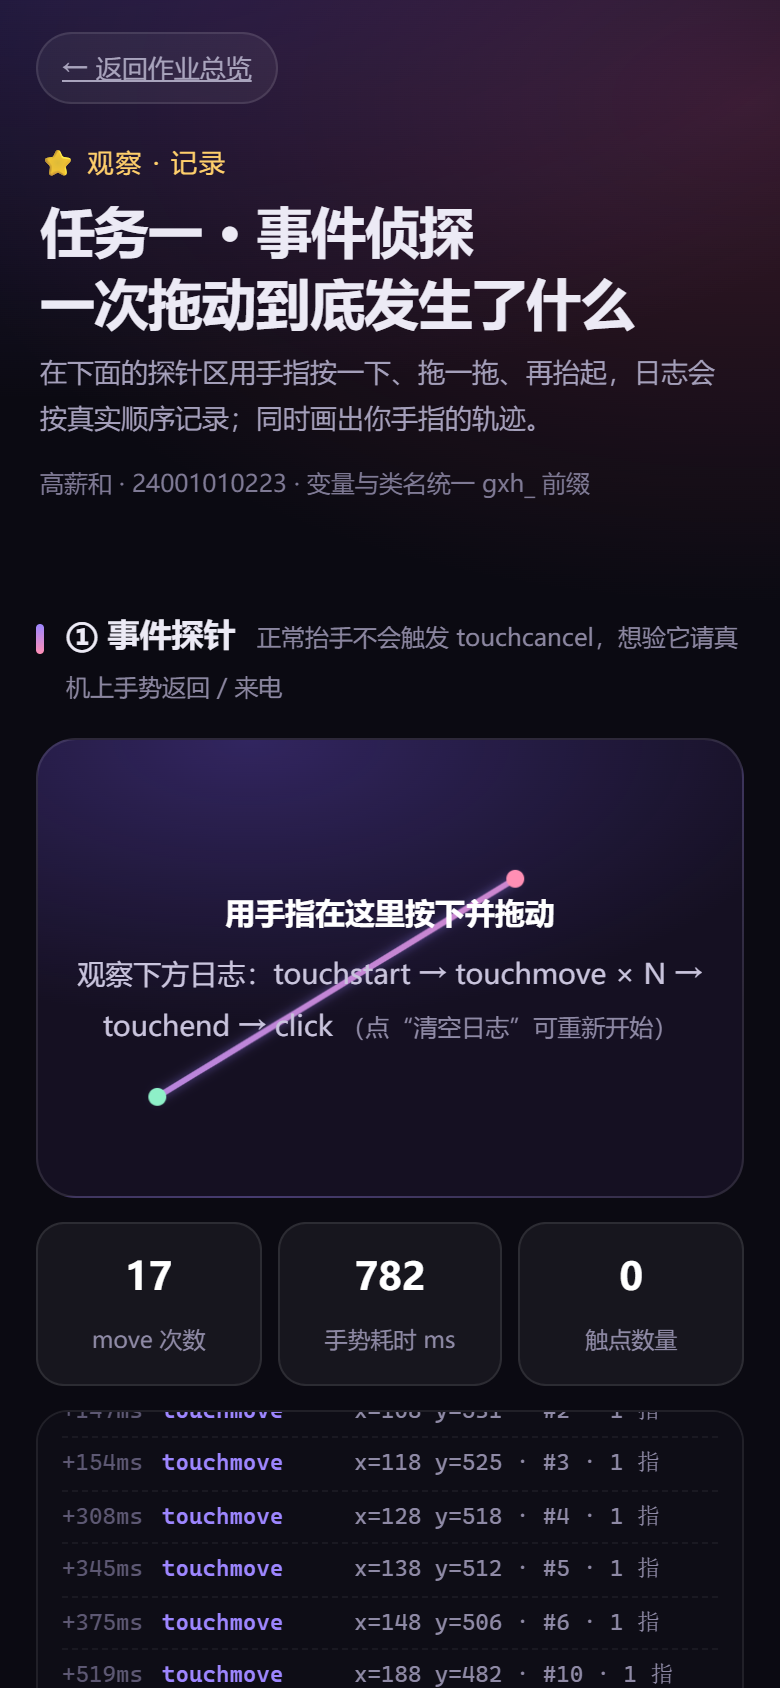 ← 返回作业总览
⭐ 观察 · 记录
任务一 · 事件侦探
一次拖动到底发生了什么
在下面的探针区用手指按一下、拖一拖、再抬起，日志会
按真实顺序记录；同时画出你手指的轨迹。
高薪和 · 24001010223 · 变量与类名统一 gxh_ 前缀
① 事件探针 正常抬手不会触发 touchcancel，想验它请真
机上手势返回 / 来电
用手指在这里按下并拖动
观察下方日志：touchstart → touchmove × N →
touchend → click （点“清空日志”可重新开始）
17 782 0
move 次数 手势耗时 ms 触点数量
+147ms touchmove x=108 y=531 · #2 · 1 指
+154ms touchmove x=118 y=525 · #3 · 1 指
+308ms touchmove x=128 y=518 · #4 · 1 指
+345ms touchmove x=138 y=512 · #5 · 1 指
+375ms touchmove x=148 y=506 · #6 · 1 指
+519ms touchmove x=188 y=482 · #10 · 1 指